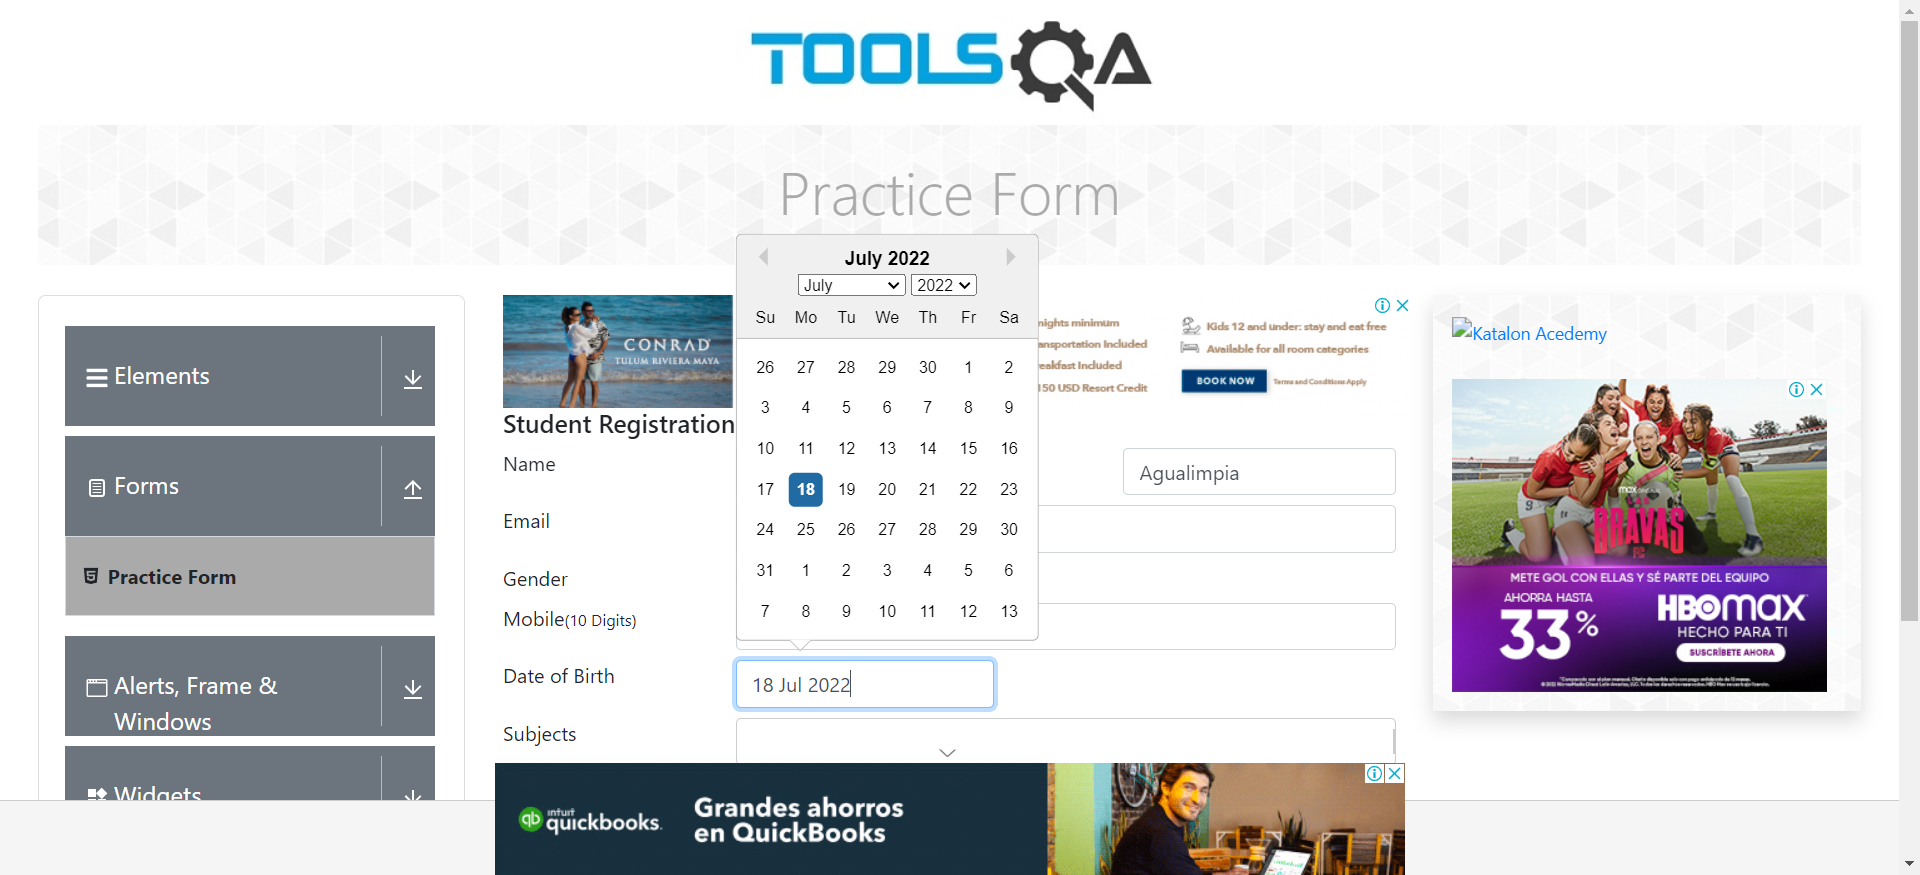 TOOLSQA
Practice Form
Elements
Forms
Practice Form
Alerts, Frame &
Windows
Widgets
CONRAD
TULUM RIVIERA MAYA
nights minimum
ansportation Included
eakfast Included
150 USD Resort Credit
Kids 12 and under: stay and eat free
Available for all room categories
BOOK NOW
Terms and Conditions Apply
Student Registration
Name
Agualimpia
Email
Gender
Mobile(10 Digits)
Date of Birth
18 Jul 2022
Subjects
July 2022
July 2022
Su Mo Tu We Th Fr Sa
26 27 28 29 30 1 2
3 4 5 6 7 8 9
10 11 12 13 14 15 16
17 18 19 20 21 22 23
24 25 26 27 28 29 30
31 1 2 3 4 5 6
7 8 9 10 11 12 13
Katalon Acedemy
max ORIGINAL
BRAVAS
FC
METE GOL CON ELLAS Y SÉ PARTE DEL EQUIPO
AHORRA HASTA
33%
HBOmax
HECHO PARA TI
SUSCRÍBETE AHORA
qb
intuit
quickbooks.
Grandes ahorros
en QuickBooks